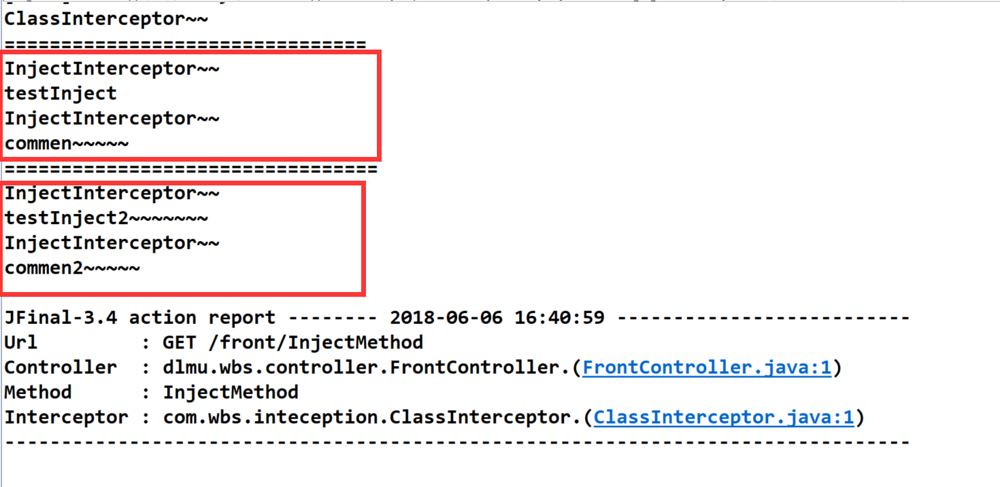 ClassInterceptor~~
================================
InjectInterceptor~~
testInject
InjectInterceptor~~
commen~~~~~
=================================
InjectInterceptor~~
testInject2~~~~~~~
InjectInterceptor~~
commen2~~~~~
JFinal-3.4 action report -------- 2018-06-06 16:40:59 --------------------------
Url         : GET /front/InjectMethod
Controller  : dlmu.wbs.controller.FrontController.(FrontController.java:1)
Method      : InjectMethod
Interceptor : com.wbs.inteception.ClassInterceptor.(ClassInterceptor.java:1)
--------------------------------------------------------------------------------